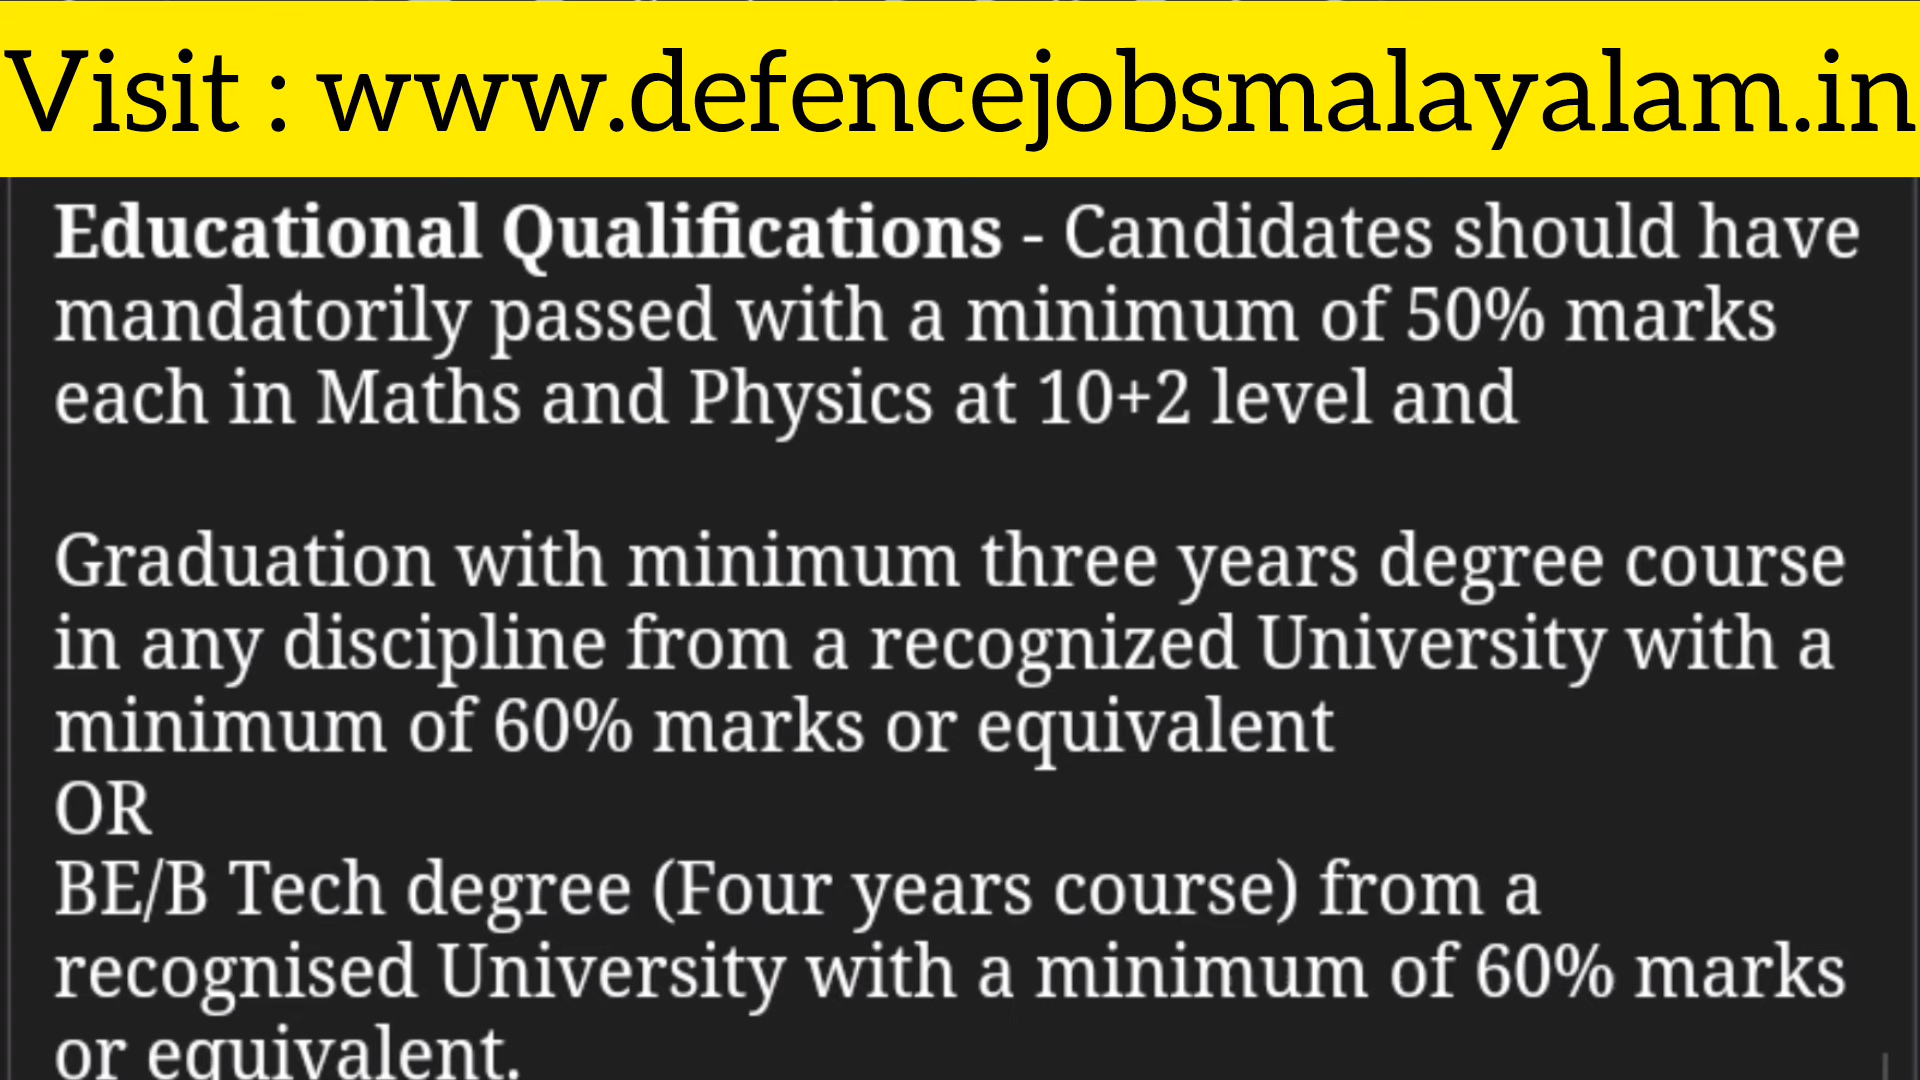 Visit : www.defencejobsmalayalam.in
Educational Qualifications - Candidates should have
mandatorily passed with a minimum of 50% marks
each in Maths and Physics at 10+2 level and
Graduation with minimum three years degree course
in any discipline from a recognized University with a
minimum of 60% marks or equivalent
OR
BE/B Tech degree (Four years course) from a
recognised University with a minimum of 60% marks
or equivalent.